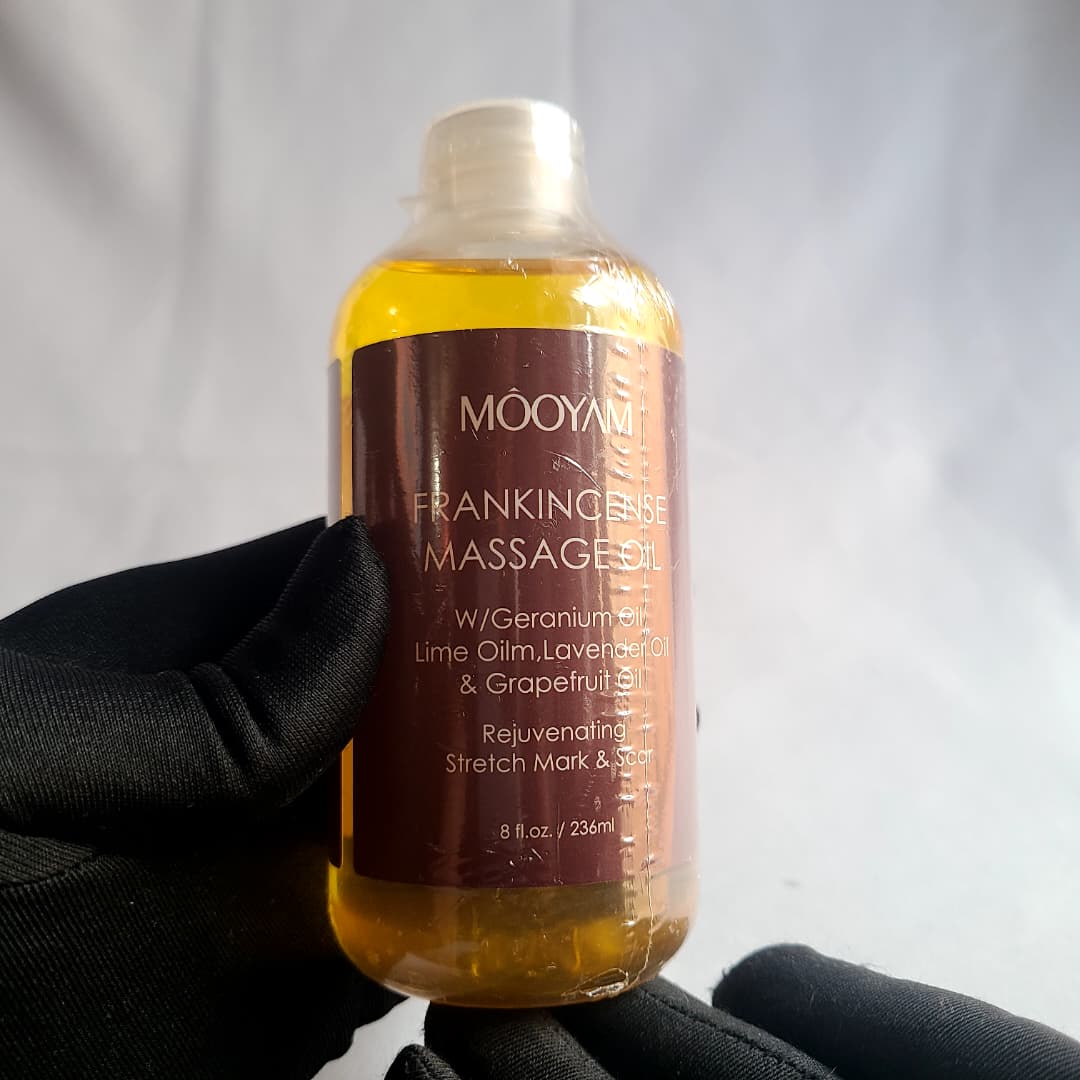 MÔOYAM
FRANKINCENSE
MASSAGE OIL
W/Geranium Oil,
Lime Oilm,Lavender Oil
& Grapefruit Oil
Rejuvenating
Stretch Mark & Scar
8 fl.oz. / 236ml